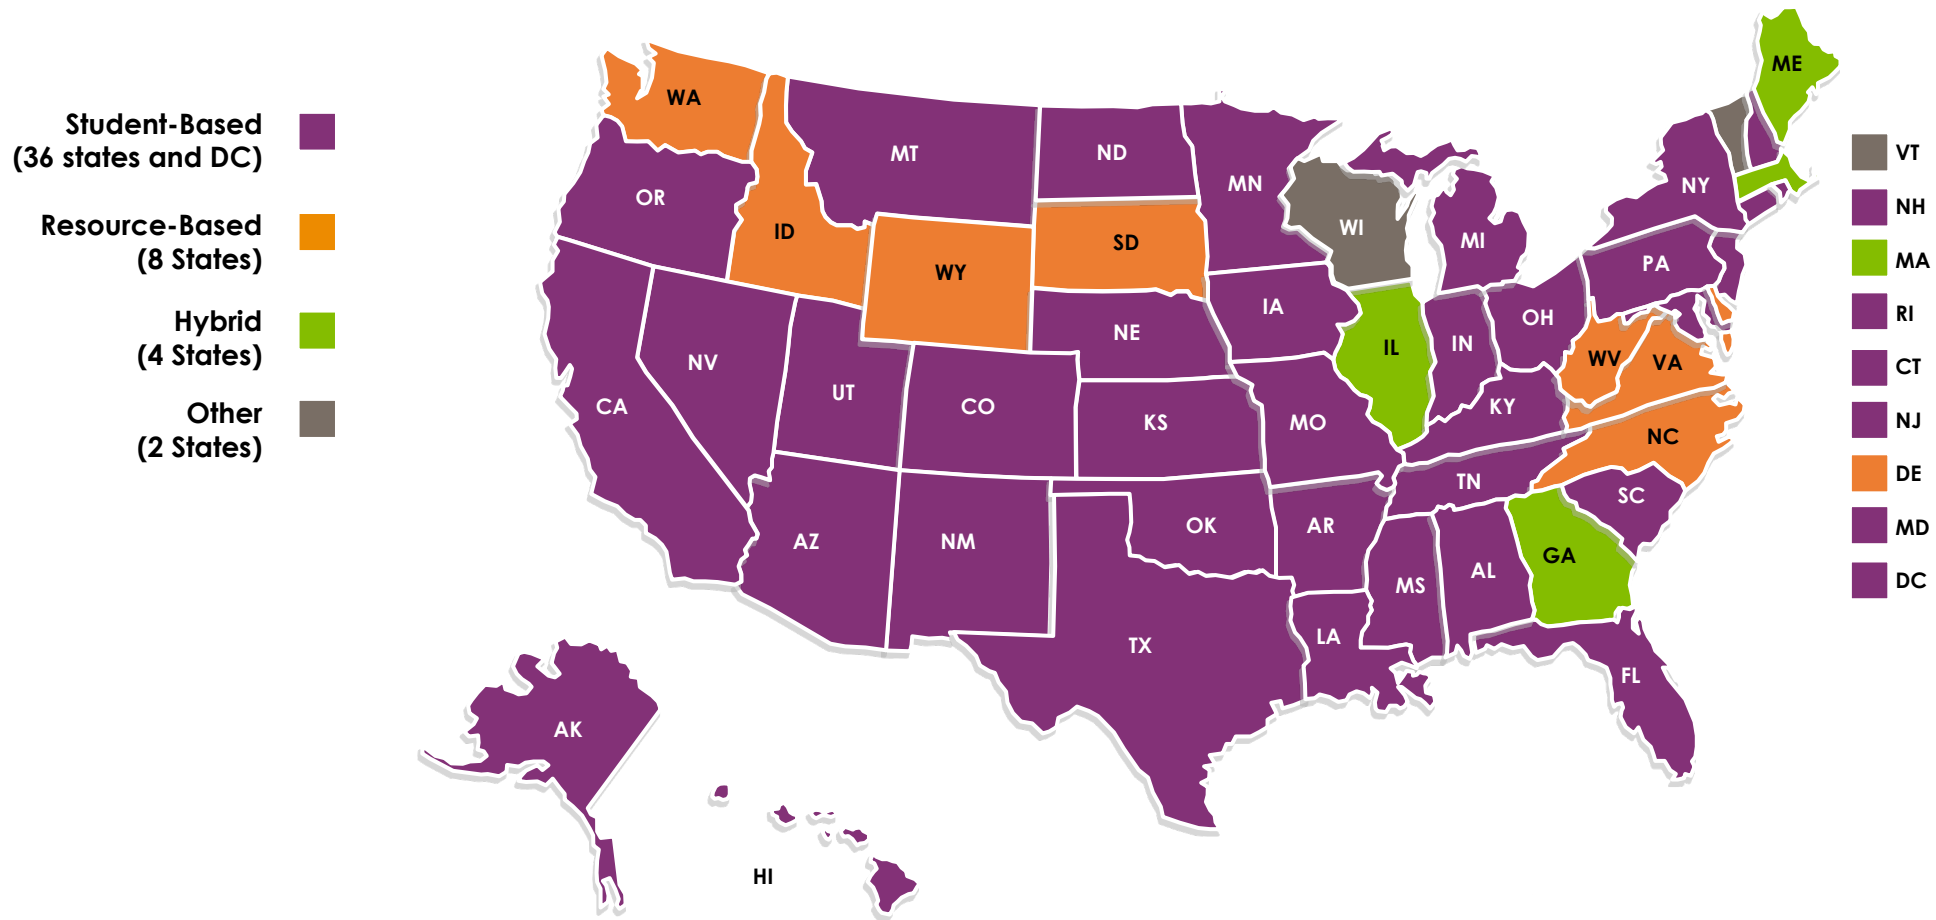 Student-Based
(36 states and DC)
Resource-Based
(8 States)
Hybrid
(4 States)
Other
(2 States)
ME
WA
MT
ND
MN
OR
NY
ID
WI
SD
MI
WY
PA
IA
OH
NE
IN
IL
NV
WV
VA
UT
CO
CA
KS
MO
KY
NC
TN
SC
OK
AR
AZ
NM
GA
AL
MS
LA
TX
FL
AK
HI
VT
NH
MA
RI
CT
NJ
DE
MD
DC